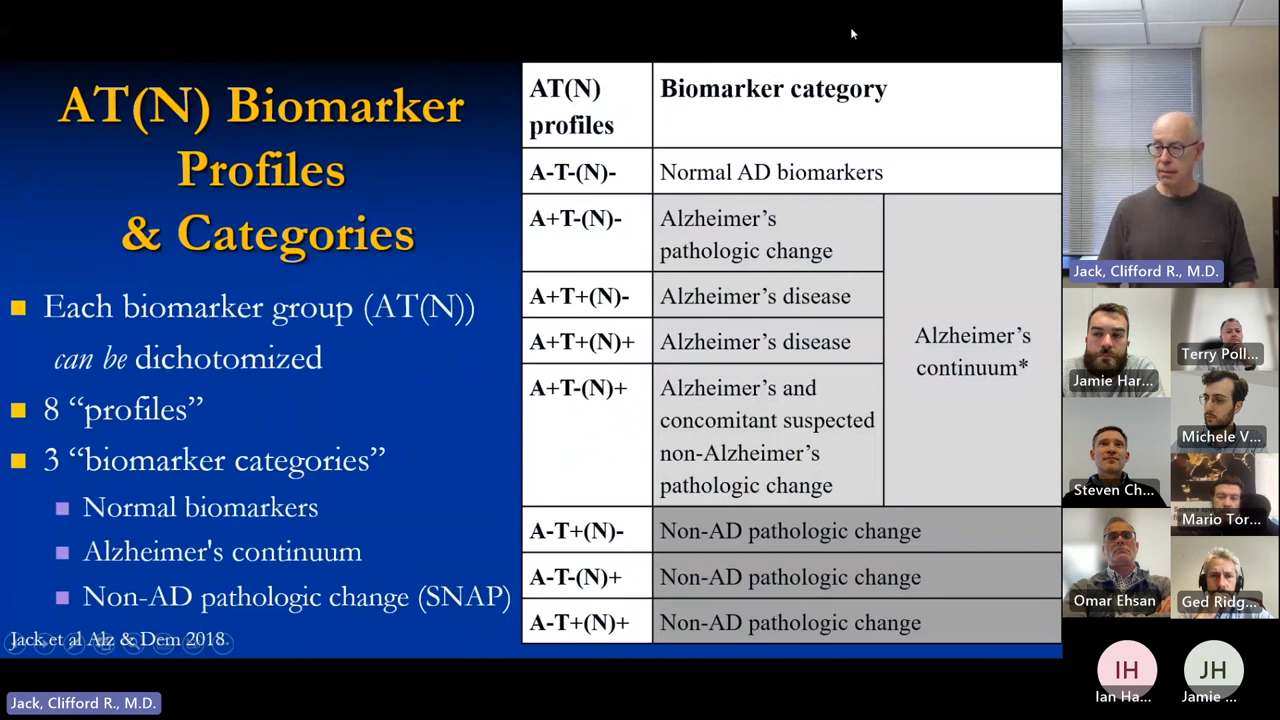 AT(N) Biomarker
Profiles
& Categories
■ Each biomarker group (AT(N))
can be dichotomized
■ 8 “profiles”
■ 3 “biomarker categories”
■ Normal biomarkers
■ Alzheimer's continuum
■ Non-AD pathologic change (SNAP)
Jack et al Alz & Dem 2018
AT(N)
profiles
Biomarker category
A-T-(N)-
Normal AD biomarkers
A+T-(N)-
Alzheimer’s
pathologic change
A+T+(N)-
Alzheimer’s disease
A+T+(N)+
Alzheimer’s disease
A+T-(N)+
Alzheimer’s and
concomitant suspected
non-Alzheimer’s
pathologic change
Alzheimer’s
continuum*
A-T+(N)-
Non-AD pathologic change
A-T-(N)+
Non-AD pathologic change
A-T+(N)+
Non-AD pathologic change
Jack, Clifford R., M.D.
Jack, Clifford R., M.D.
Jamie Har...
Terry Poll...
Michele V...
Steven Ch...
Mario Tor...
Omar Ehsan
Ged Ridg...
IH
Ian Ha...
JH
Jamie ...